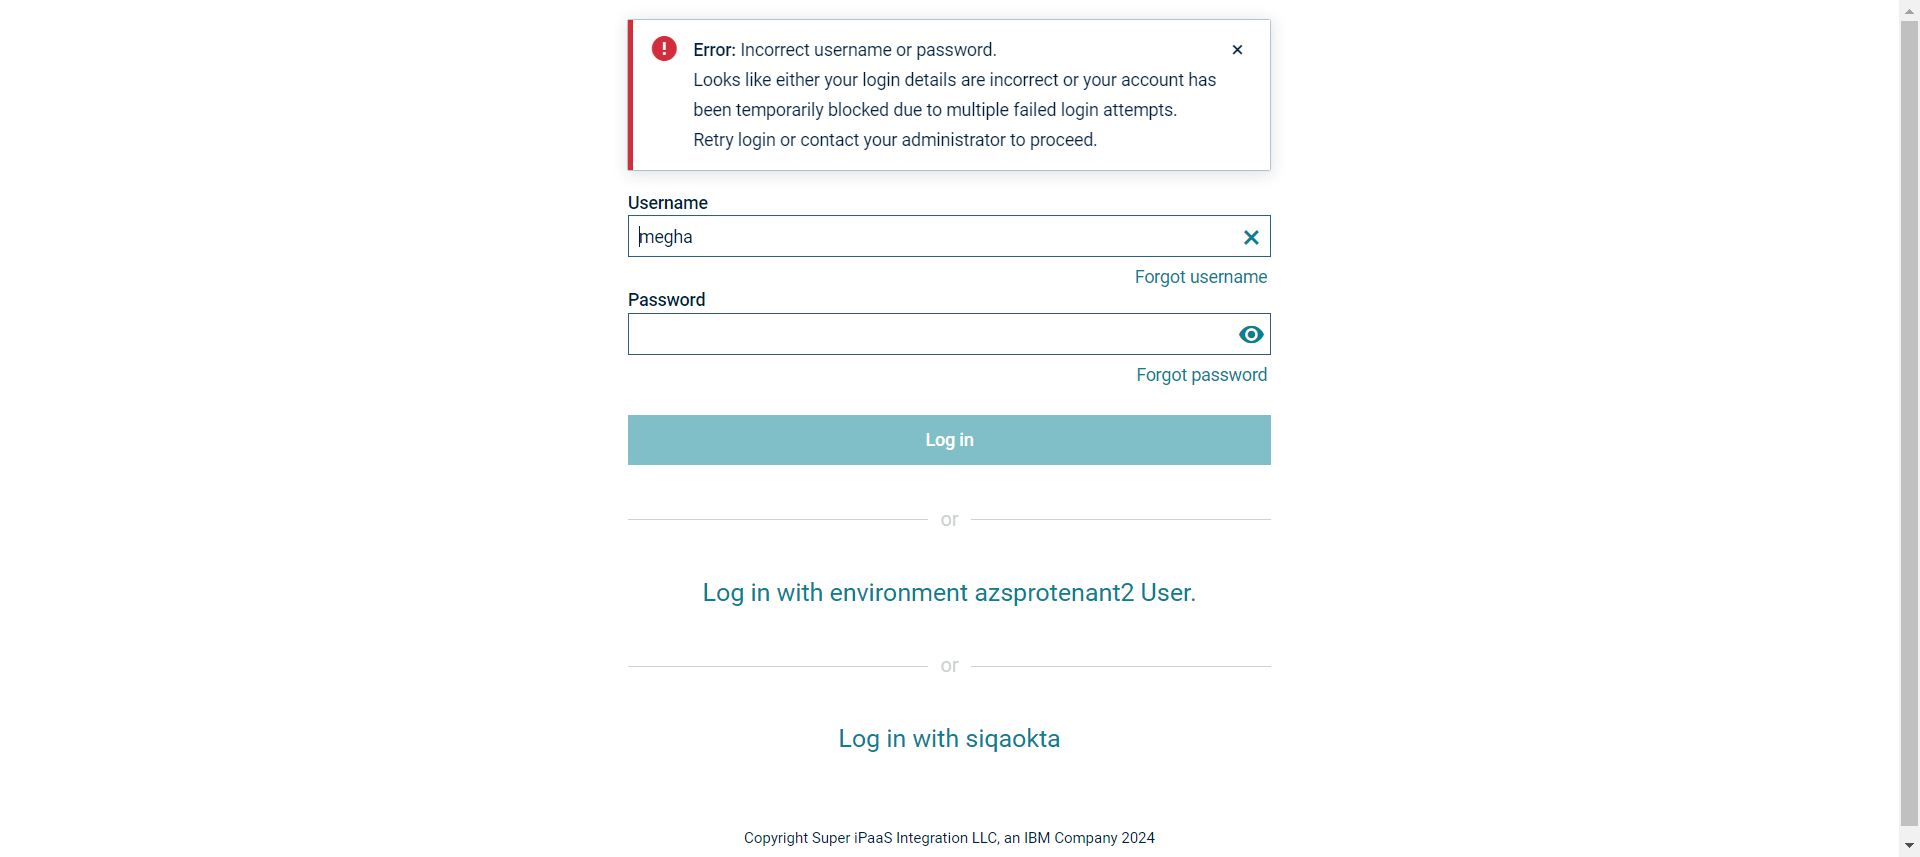 Error: Incorrect username or password.
Looks like either your login details are incorrect or your account has
been temporarily blocked due to multiple failed login attempts.
Retry login or contact your administrator to proceed.
Username
megha
Forgot username
Password
Forgot password
Log in
or
Log in with environment azsprotenant2 User.
or
Log in with siqaokta
Copyright Super iPaaS Integration LLC, an IBM Company 2024